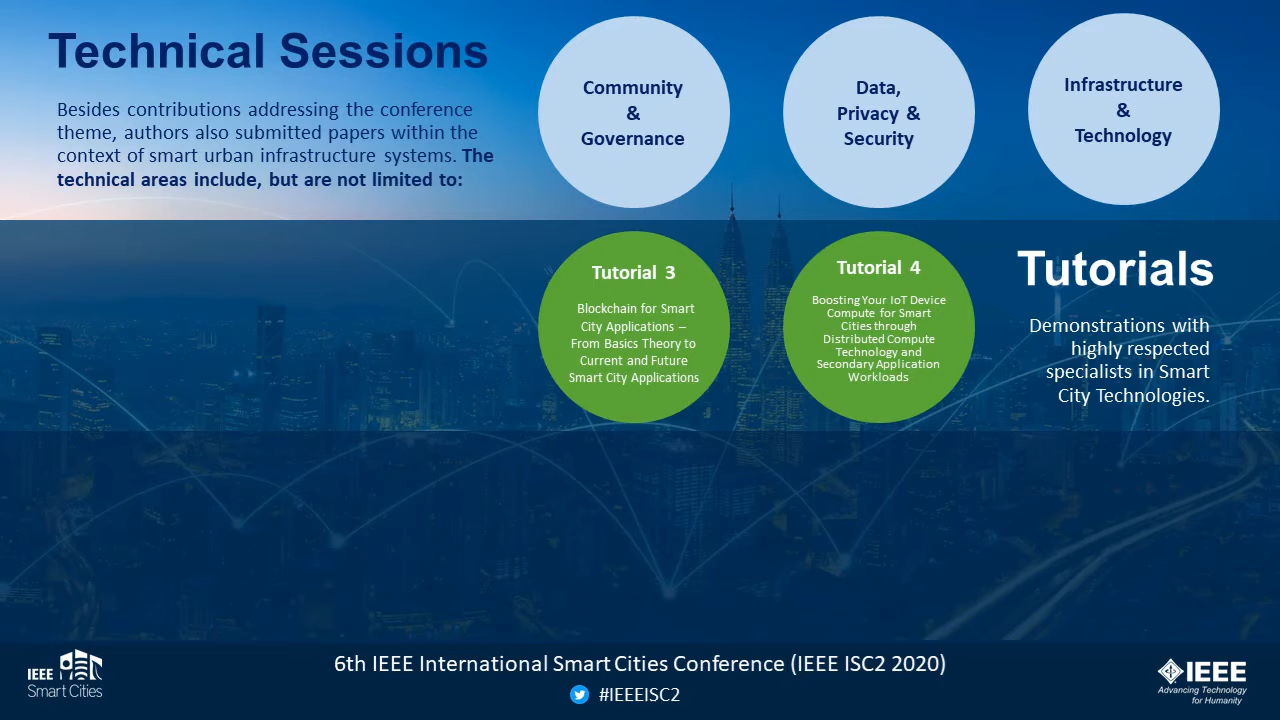 Technical Sessions
Besides contributions addressing the conference
theme, authors also submitted papers within the
context of smart urban infrastructure systems. The
technical areas include, but are not limited to:
Community
&
Governance
Data,
Privacy &
Security
Infrastructure
&
Technology
Tutorial 3
Blockchain for Smart
City Applications –
From Basics Theory to
Current and Future
Smart City Applications
Tutorial 4
Boosting Your IoT Device
Compute for Smart
Cities through
Distributed Compute
Technology and
Secondary Application
Workloads
Tutorials
Demonstrations with
highly respected
specialists in Smart
City Technologies.
IEEE
Smart Cities
6th IEEE International Smart Cities Conference (IEEE ISC2 2020)
#IEEEISC2
IEEE
Advancing Technology
for Humanity